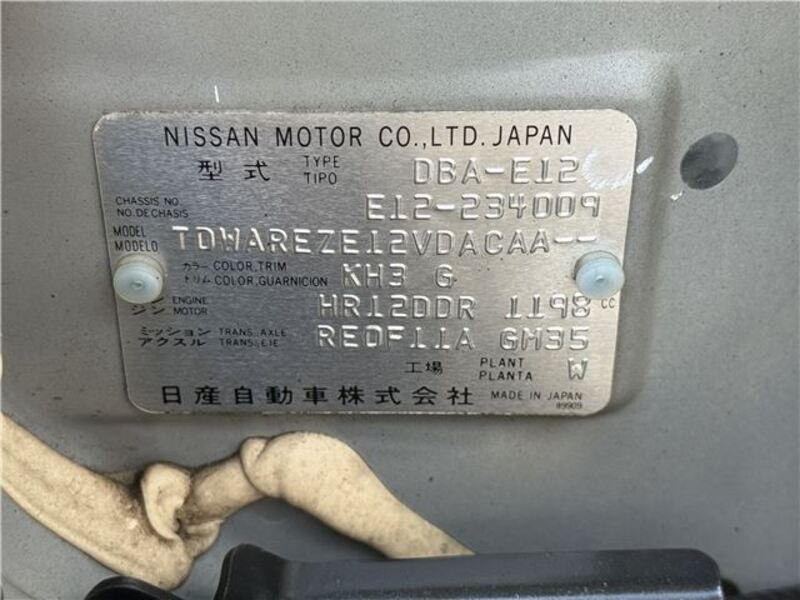 NISSAN MOTOR CO.,LTD. JAPAN
型式 TYPE TIPO DBA-E12
CHASSIS NO. NO. DE CHASIS E12-234009
MODEL MODELO TDWAREZE12VDACAA--
カラー トリム COLOR, TRIM COLOR, GUARNICION KH3 G
ジン ENGINE MOTOR HR12DDR 1198 CC
ミッション アクスル TRANS., AXLE TRANS., EJE RE0F11A GM35
工場 PLANT PLANTA W
日産自動車株式会社 MADE IN JAPAN
89909